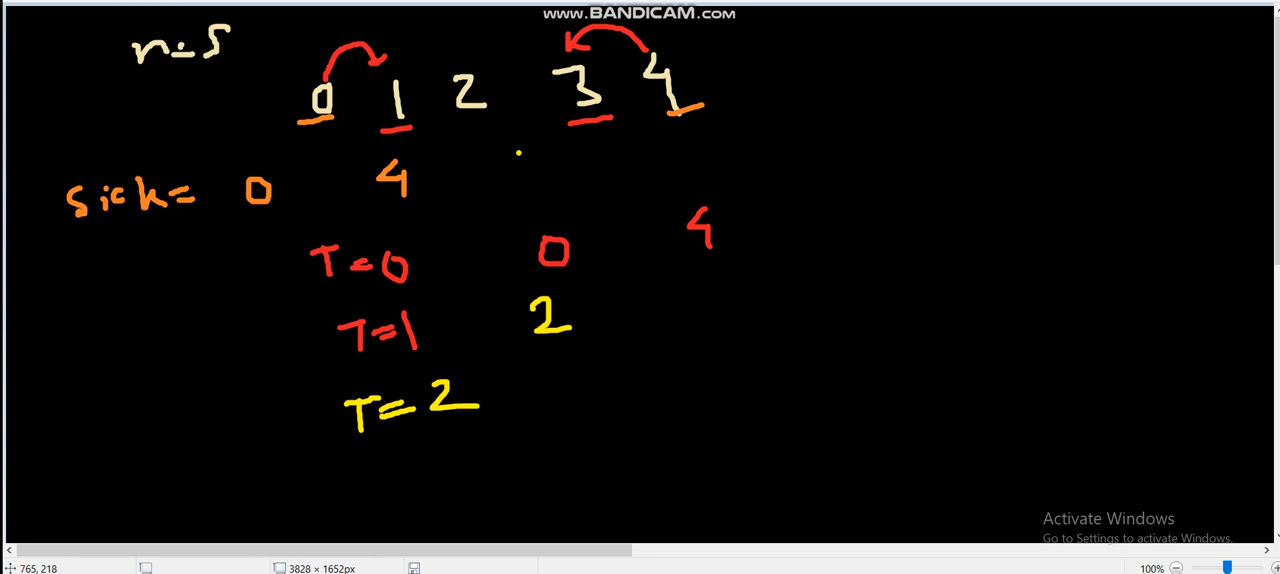 www.BANDICAM.com
n=5
0 1 2 3 4
sick= 0 4
T=0 0 4
T=1 2
T=2
Activate Windows
Go to Settings to activate Windows.
765, 218 3828 × 1652px 100%